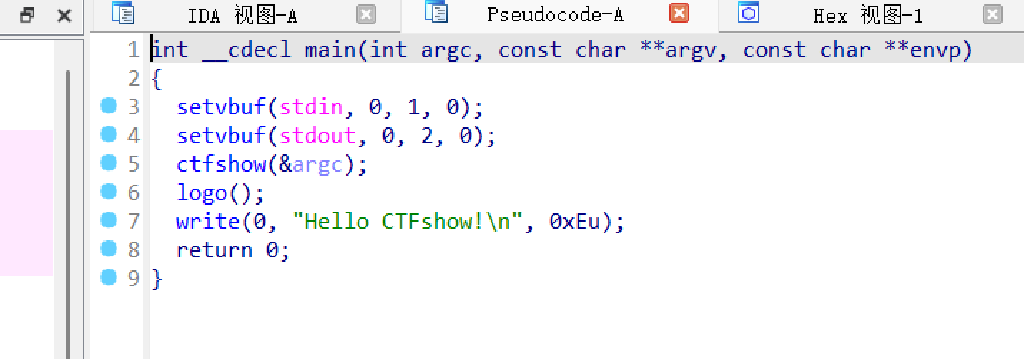 IDA 视图-A Pseudocode-A Hex 视图-1
1 int __cdecl main(int argc, const char **argv, const char **envp)
2 {
3 setvbuf(stdin, 0, 1, 0);
4 setvbuf(stdout, 0, 2, 0);
5 ctfshow(&argc);
6 logo();
7 write(0, "Hello CTFshow!\n", 0xEu);
8 return 0;
9 }